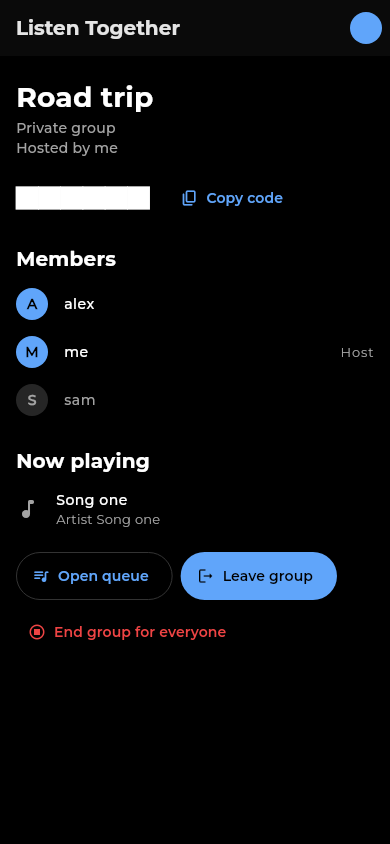 Listen Together
Road trip
Private group
Hosted by me
Copy code
Members
A alex
M me Host
S sam
Now playing
Song one
Artist Song one
Open queue Leave group
End group for everyone